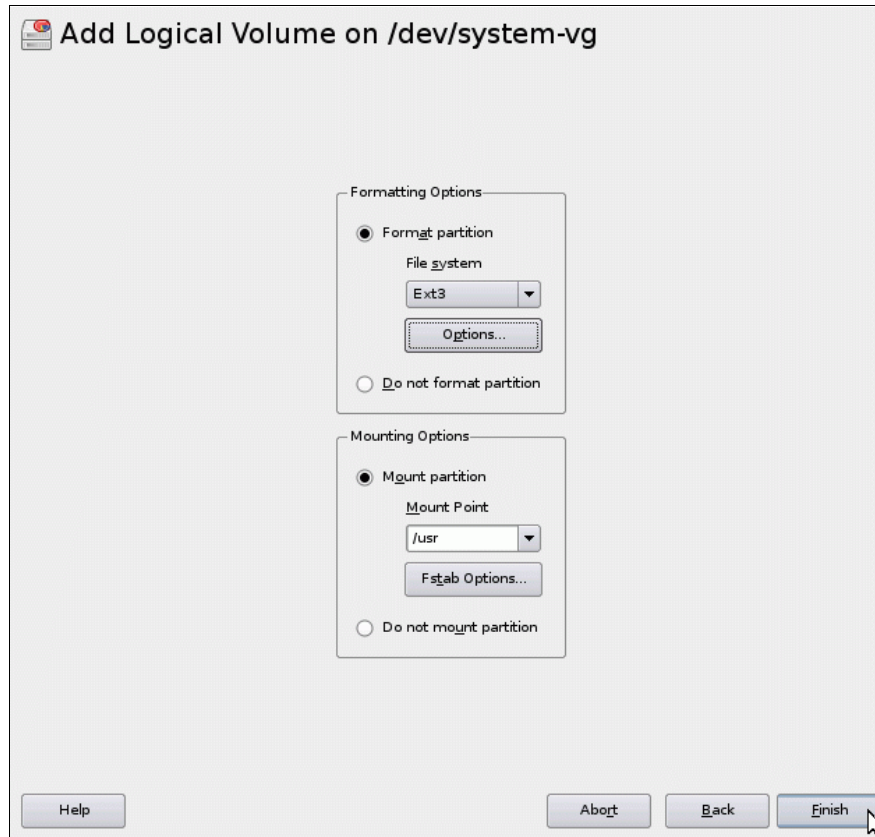 Add Logical Volume on /dev/system-vg
Formatting Options
Format partition
File system
Ext3
Options...
Do not format partition
Mounting Options
Mount partition
Mount Point
/usr
Fstab Options...
Do not mount partition
Help
Abort
Back
Finish